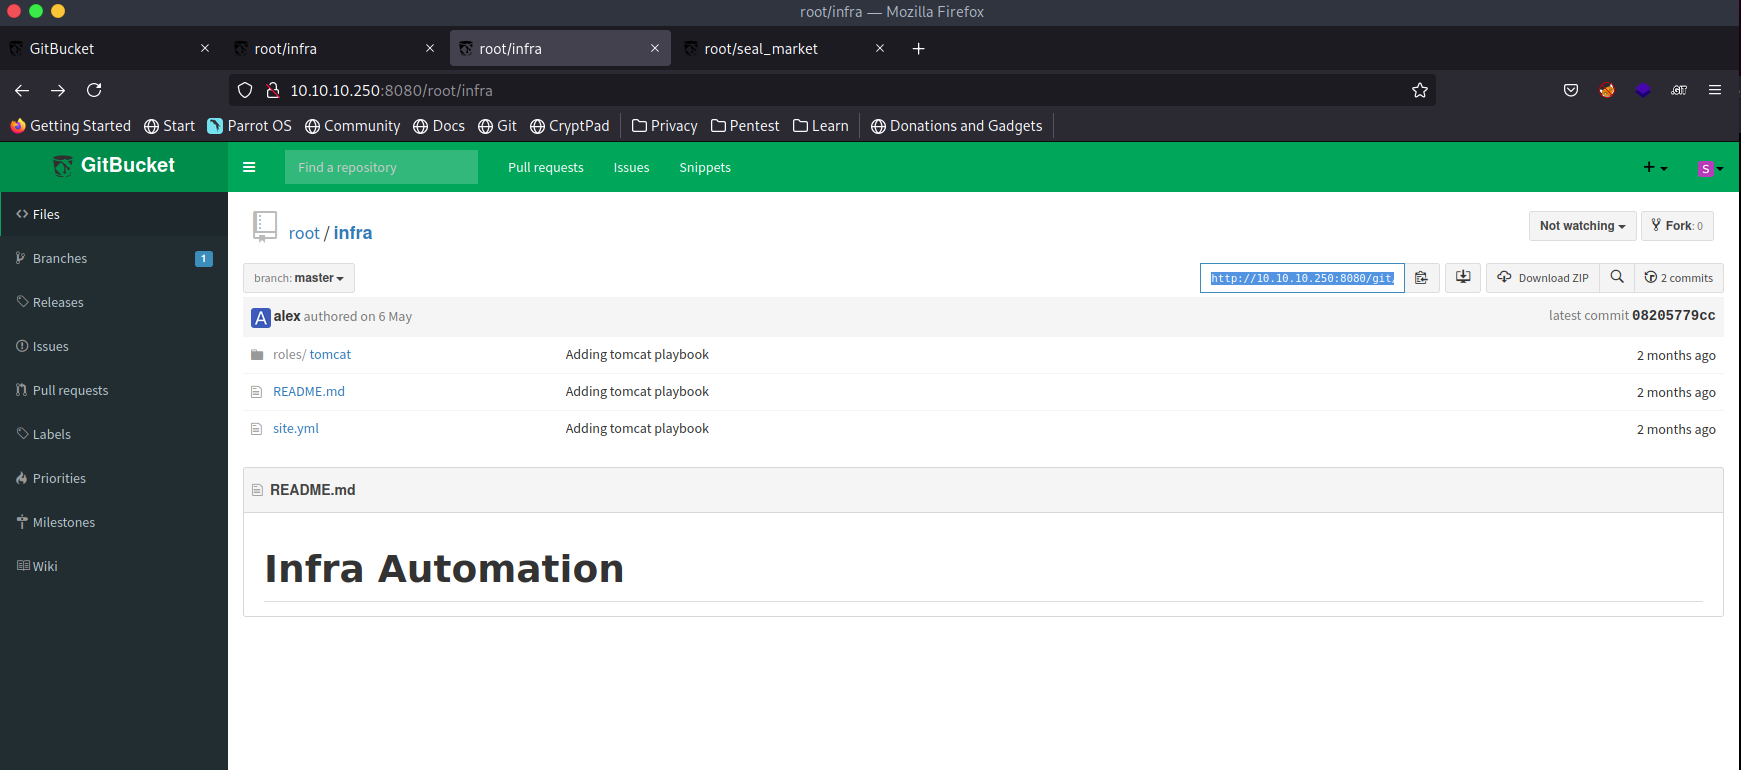 root/infra — Mozilla Firefox
GitBucket root/infra root/infra root/seal_market
10.10.10.250:8080/root/infra
Getting Started Start Parrot OS Community Docs Git CryptPad Privacy Pentest Learn Donations and Gadgets
GitBucket Find a repository Pull requests Issues Snippets S
Files
Branches 1
Releases
Issues
Pull requests
Labels
Priorities
Milestones
Wiki
root / infra Not watching Fork: 0
branch: master http://10.10.10.250:8080/git/ Download ZIP 2 commits
A alex authored on 6 May latest commit 08205779cc
roles/ tomcat Adding tomcat playbook 2 months ago
README.md Adding tomcat playbook 2 months ago
site.yml Adding tomcat playbook 2 months ago
README.md
Infra Automation